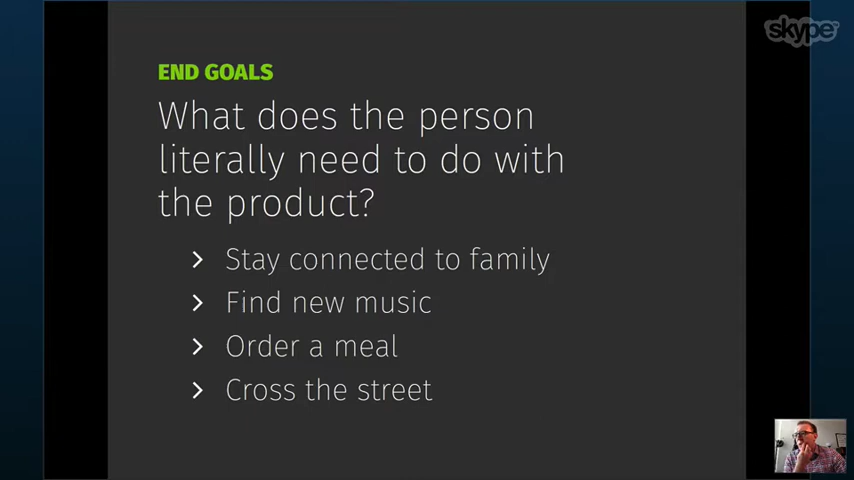 skype
END GOALS
What does the person
literally need to do with
the product?
> Stay connected to family
> Find new music
> Order a meal
> Cross the street